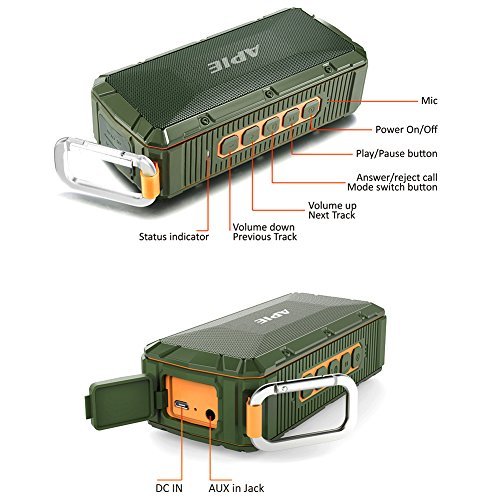 APIE
Mic
Power On/Off
Play/Pause button
Answer/reject call
Mode switch button
Volume up
Next Track
Volume down
Previous Track
Status indicator
APIE
DC IN
AUX in Jack